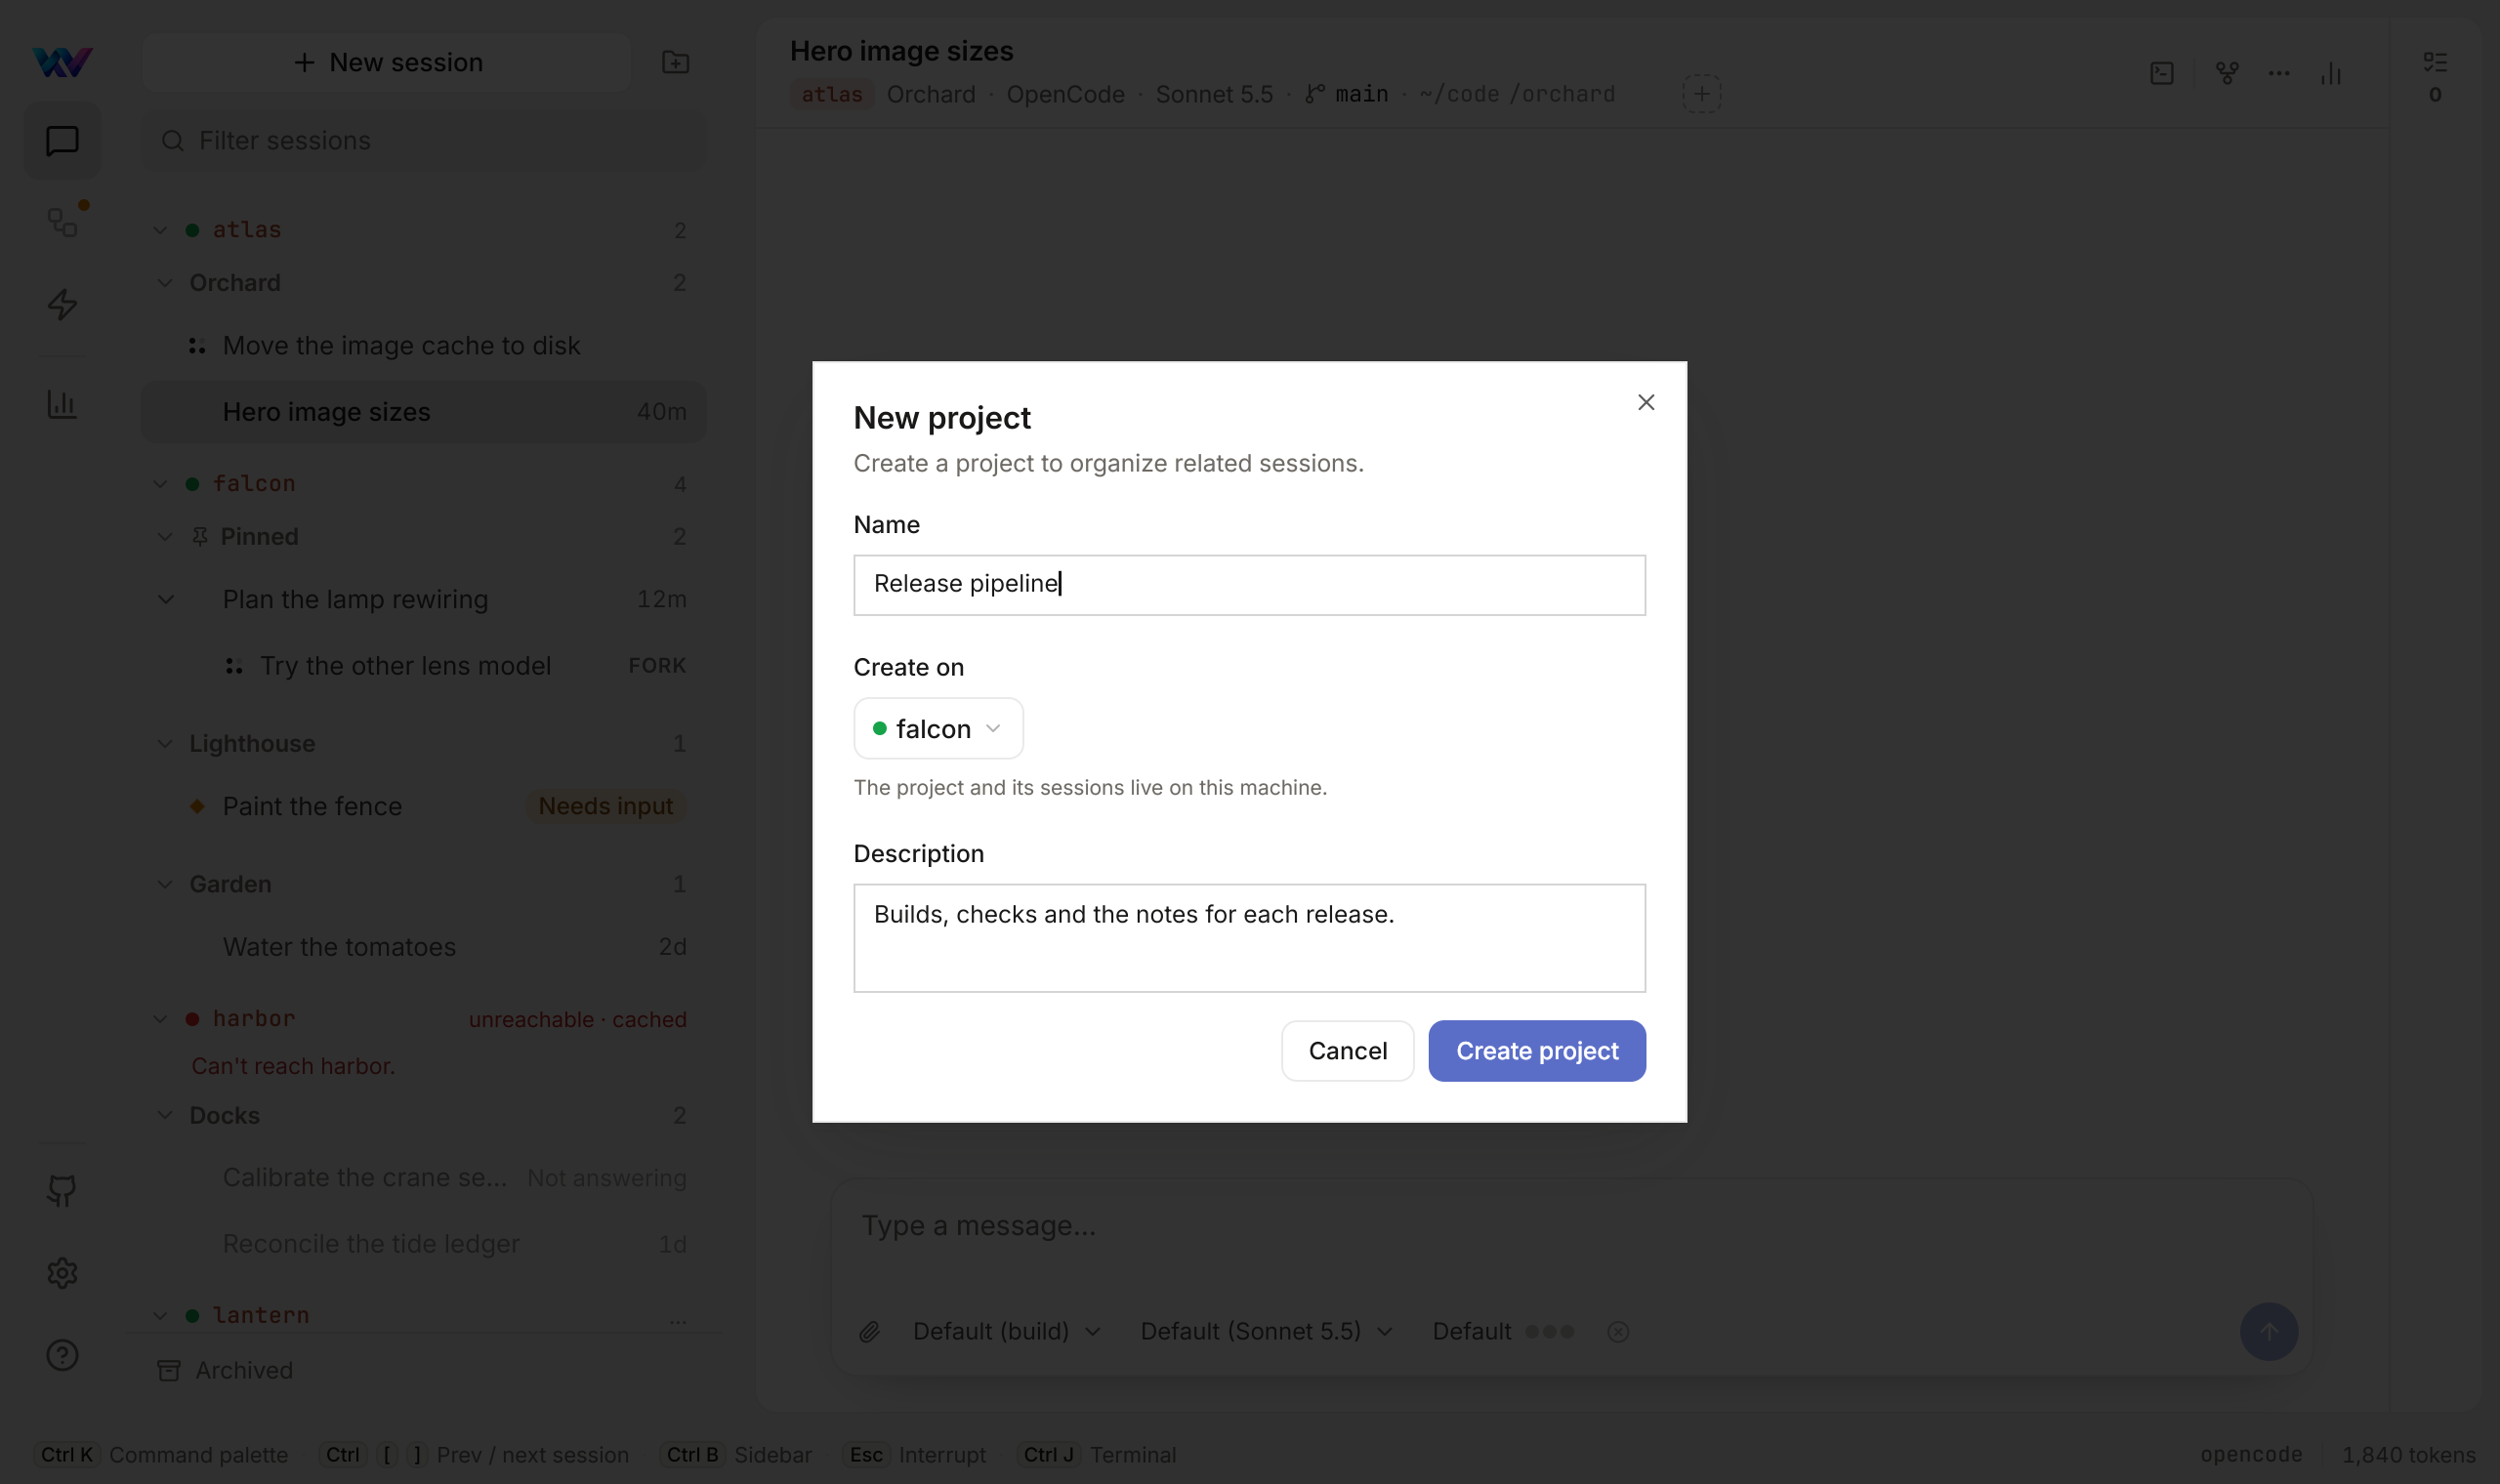 New session
Filter sessions
atlas 2
Orchard 2
Move the image cache to disk
Hero image sizes 40m
falcon 4
Pinned 2
Plan the lamp rewiring 12m
Try the other lens model FORK
Lighthouse 1
Paint the fence Needs input
Garden 1
Water the tomatoes 2d
harbor unreachable · cached
Can't reach harbor.
Docks 2
Calibrate the crane se... Not answering
Reconcile the tide ledger 1d
lantern ...
Archived
Hero image sizes
atlas Orchard · OpenCode · Sonnet 5.5 · main · ~/code /orchard
0
New project
Create a project to organize related sessions.
Name
Release pipeline
Create on
falcon
The project and its sessions live on this machine.
Description
Builds, checks and the notes for each release.
Cancel Create project
Type a message...
Default (build) Default (Sonnet 5.5) Default
Ctrl K Command palette Ctrl [ ] Prev / next session Ctrl B Sidebar Esc Interrupt Ctrl J Terminal opencode 1,840 tokens